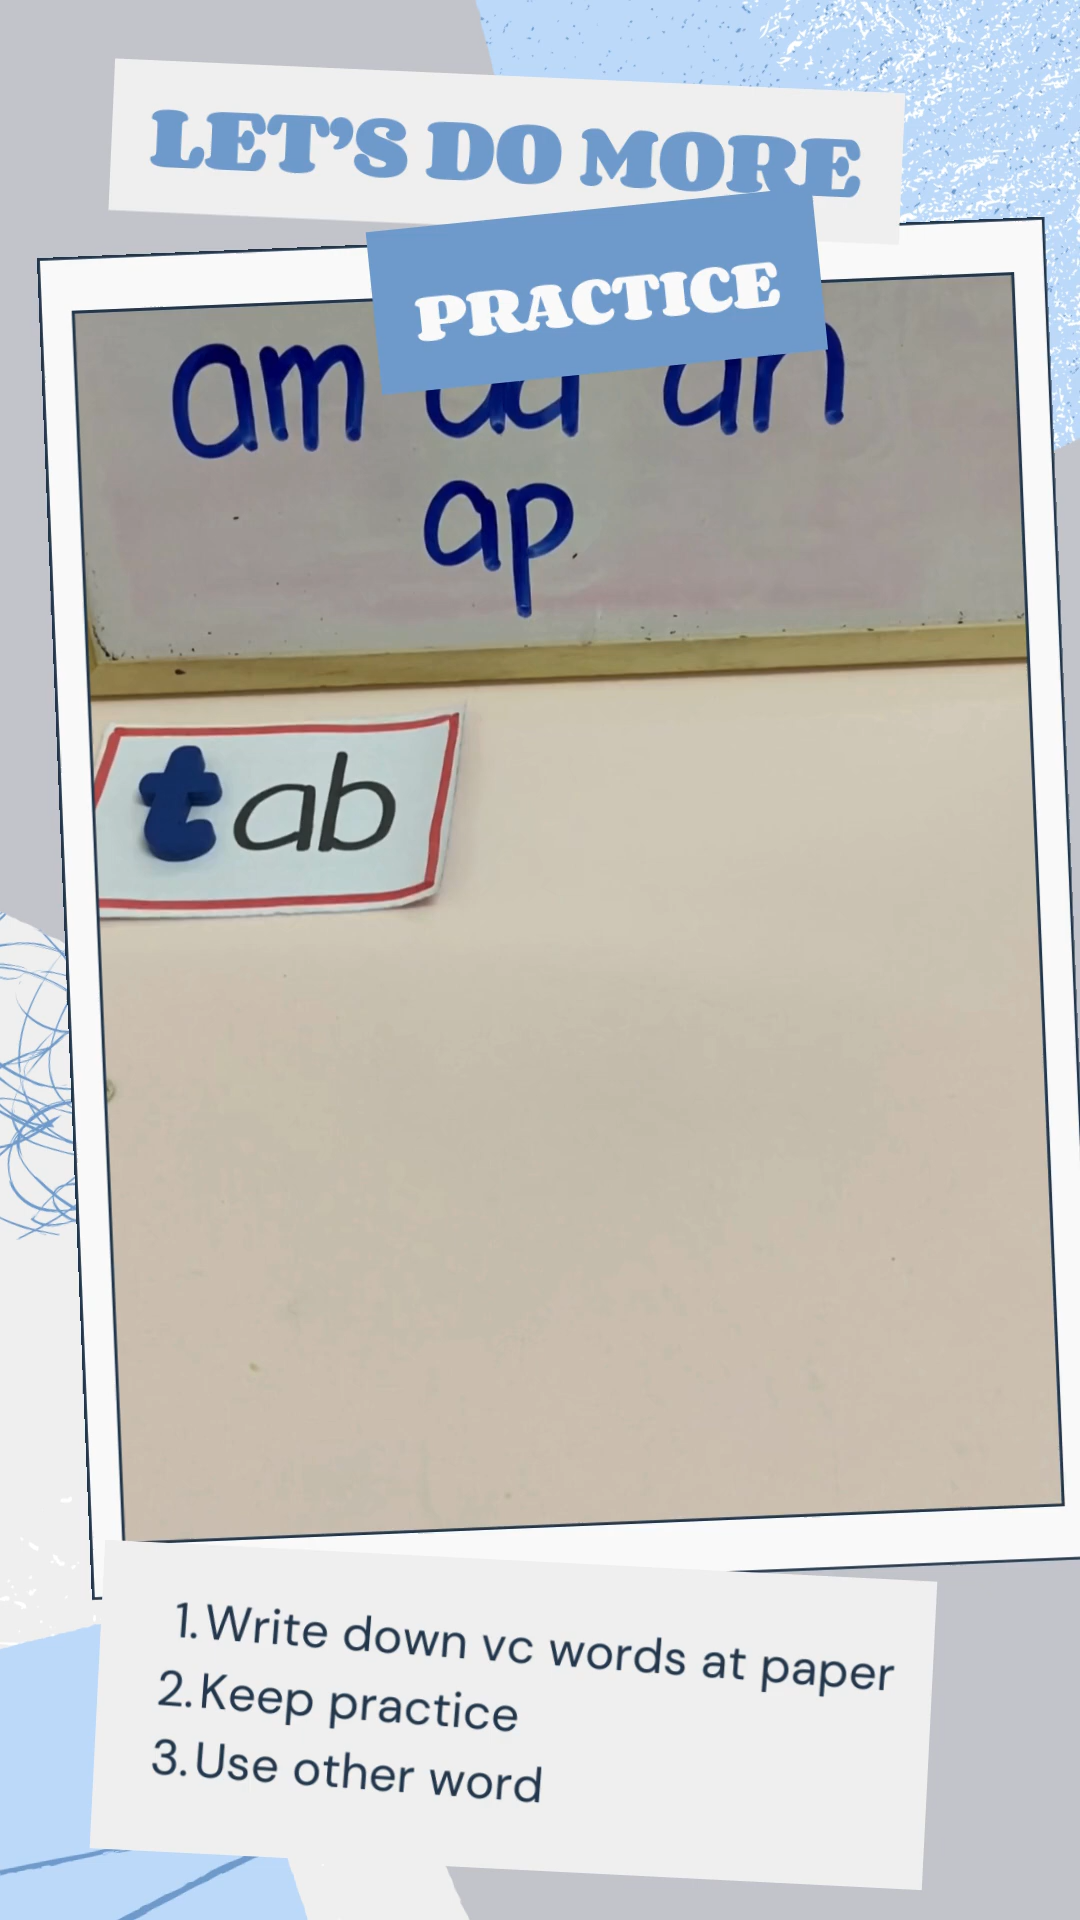 LET'S DO MORE
PRACTICE
am an
ap
tab
1. Write down vc words at paper
2. Keep practice
3. Use other word